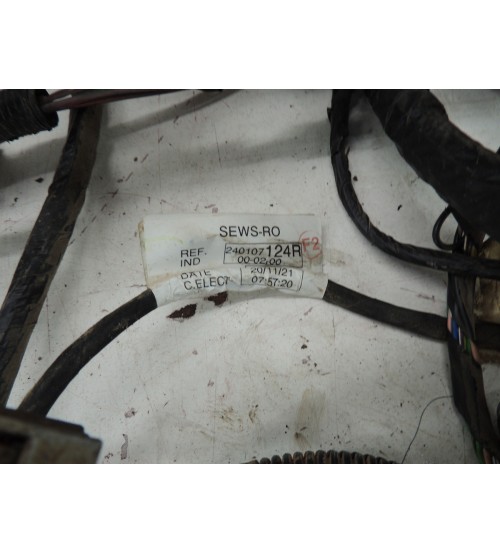 SEWS-RO
REF. 240107124R F2
IND 00-02.00
DATE 20/11/21
C.ELECT. 07:57:20